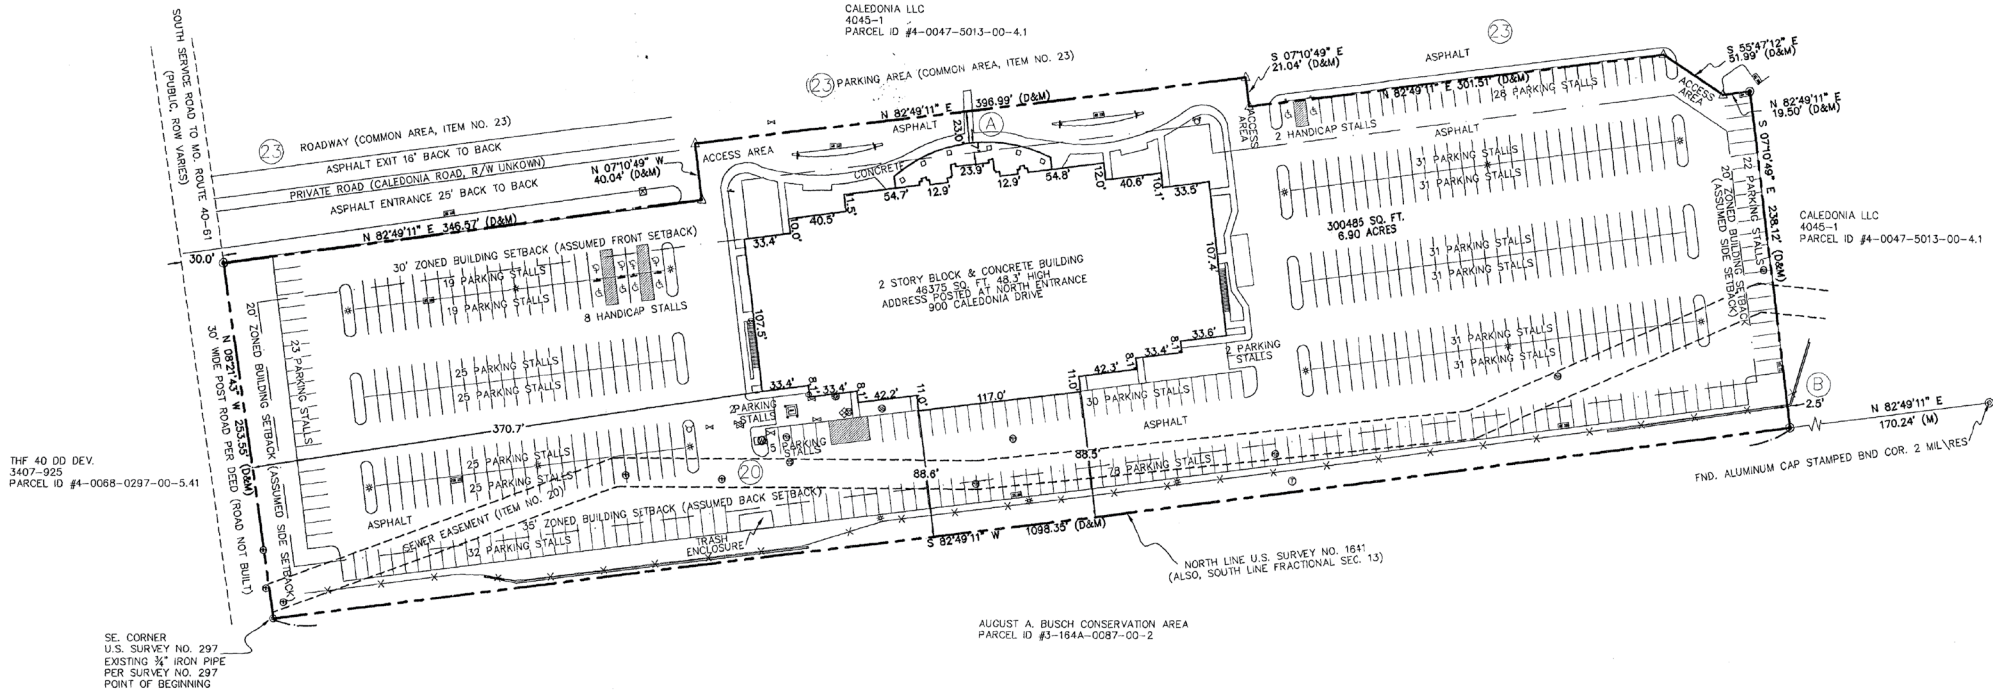 CALEDONIA LLC
4045-1
PARCEL ID #4-0047-5013-00-4.1
SOUTH SERVICE ROAD TO MO. ROUTE 40-61
(PUBLIC, ROW VARIES)
23
PARKING AREA (COMMON AREA, ITEM NO. 23)
23
ASPHALT
S 07°10'49" E
21.04' (D&M)
S 55°47'12" E
51.99' (D&M)
N 82°49'11" E
396.99' (D&M)
N 82°49'11" E 301.51' (D&M)
28 PARKING STALLS
ACCESS
AREA
N 82°49'11" E
19.50' (D&M)
23
ROADWAY (COMMON AREA, ITEM NO. 23)
ASPHALT EXIT 16' BACK TO BACK
PRIVATE ROAD (CALEDONIA ROAD, R/W UNKOWN)
ASPHALT ENTRANCE 25' BACK TO BACK
N 07°10'49" W
40.04' (D&M)
N 82°49'11" E 346.57' (D&M)
ACCESS AREA
ASPHALT
23.0'
A
CONCRETE
ACCESS
AREA
2 HANDICAP STALLS
ASPHALT
31 PARKING STALLS
31 PARKING STALLS
S 07°10'49" E 238.12' (D&M)
22 PARKING STALLS
20' ZONED BUILDING SETBACK
(ASSUMED SIDE SETBACK)
300485 SQ. FT.
6.90 ACRES
CALEDONIA LLC
4045-1
PARCEL ID #4-0047-5013-00-4.1
33.4'
10.0'
40.5'
11.5'
54.7'
12.9'
23.9'
12.9'
54.8'
12.0'
40.6'
10.1'
33.5'
30.0'
30' ZONED BUILDING SETBACK (ASSUMED FRONT SETBACK)
19 PARKING STALLS
19 PARKING STALLS
8 HANDICAP STALLS
2 STORY BLOCK & CONCRETE BUILDING
46375 SQ. FT. 48.3' HIGH
ADDRESS POSTED AT NORTH ENTRANCE
900 CALEDONIA DRIVE
107.4'
107.5'
31 PARKING STALLS
31 PARKING STALLS
20' ZONED BUILDING SETBACK (ASSUMED SIDE SETBACK)
23 PARKING STALLS
N 08°21'43" W 253.55' (D&M)
30' WIDE POST ROAD PER DEED (ROAD NOT BUILT)
25 PARKING STALLS
25 PARKING STALLS
31 PARKING STALLS
31 PARKING STALLS
33.4'
8.1'
33.4'
8.1'
42.2'
11.0'
117.0'
11.0'
42.3'
8.1'
33.4'
8.1'
33.6'
2 PARKING
STALLS
30 PARKING STALLS
ASPHALT
2 PARKING
STALLS
5 PARKING
STALLS
370.7'
B
2.5'
N 82°49'11" E
170.24' (M)
FND. ALUMINUM CAP STAMPED BND COR. 2 MIL\RES
THF 40 DD DEV.
3407-925
PARCEL ID #4-0068-0297-00-5.41
25 PARKING STALLS
25 PARKING STALLS
20
88.6'
88.5'
78 PARKING STALLS
ASPHALT
SEWER EASEMENT (ITEM NO. 20)
35' ZONED BUILDING SETBACK (ASSUMED BACK SETBACK)
32 PARKING STALLS
TRASH
ENCLOSURE
S 82°49'11" W
1098.35' (D&M)
NORTH LINE U.S. SURVEY NO. 1641
(ALSO, SOUTH LINE FRACTIONAL SEC. 13)
AUGUST A. BUSCH CONSERVATION AREA
PARCEL ID #3-164A-0087-00-2
SE. CORNER
U.S. SURVEY NO. 297
EXISTING ¾" IRON PIPE
PER SURVEY NO. 297
POINT OF BEGINNING